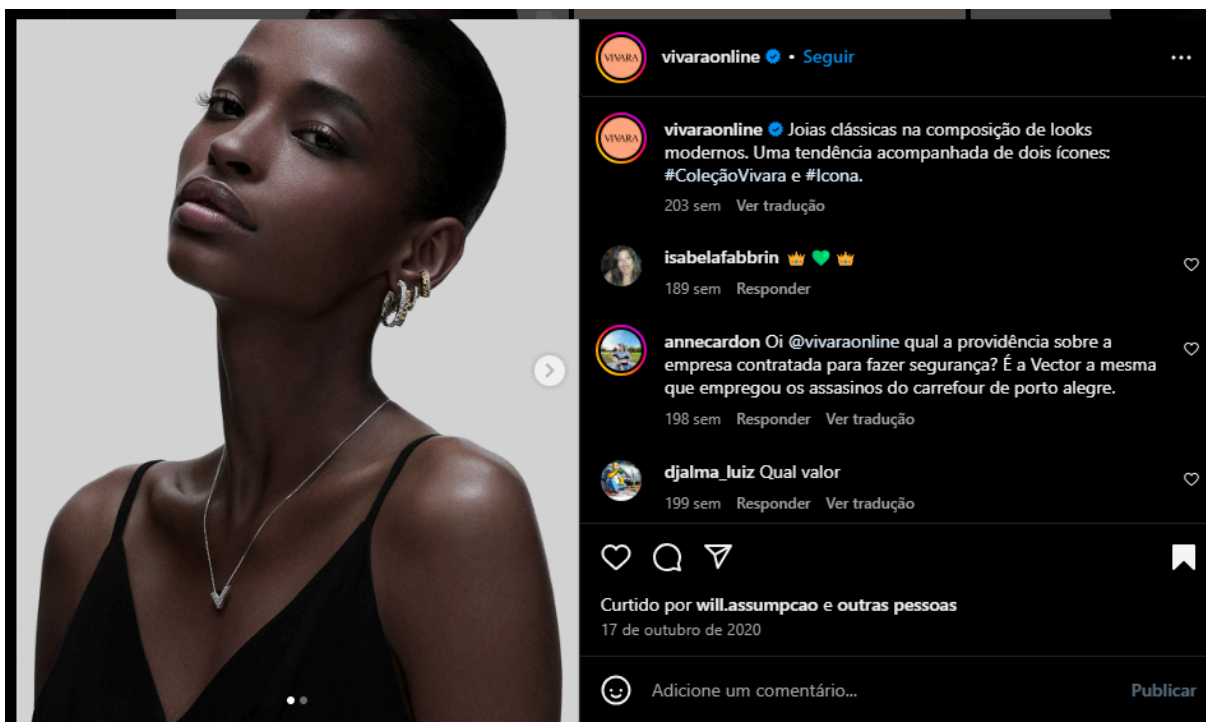 VIVARA
vivaraonline • Seguir
VIVARA
vivaraonline Joias clássicas na composição de looks
modernos. Uma tendência acompanhada de dois ícones:
#ColeçãoVivara e #Icona.
203 sem Ver tradução
isabelafabbrin 👑 💚 👑
189 sem Responder
annecardon Oi @vivaraonline qual a providência sobre a
empresa contratada para fazer segurança? É a Vector a mesma
que empregou os assasinos do carrefour de porto alegre.
198 sem Responder Ver tradução
djalma_luiz Qual valor
199 sem Responder Ver tradução
Curtido por will.assumpcao e outras pessoas
17 de outubro de 2020
Adicione um comentário...
Publicar